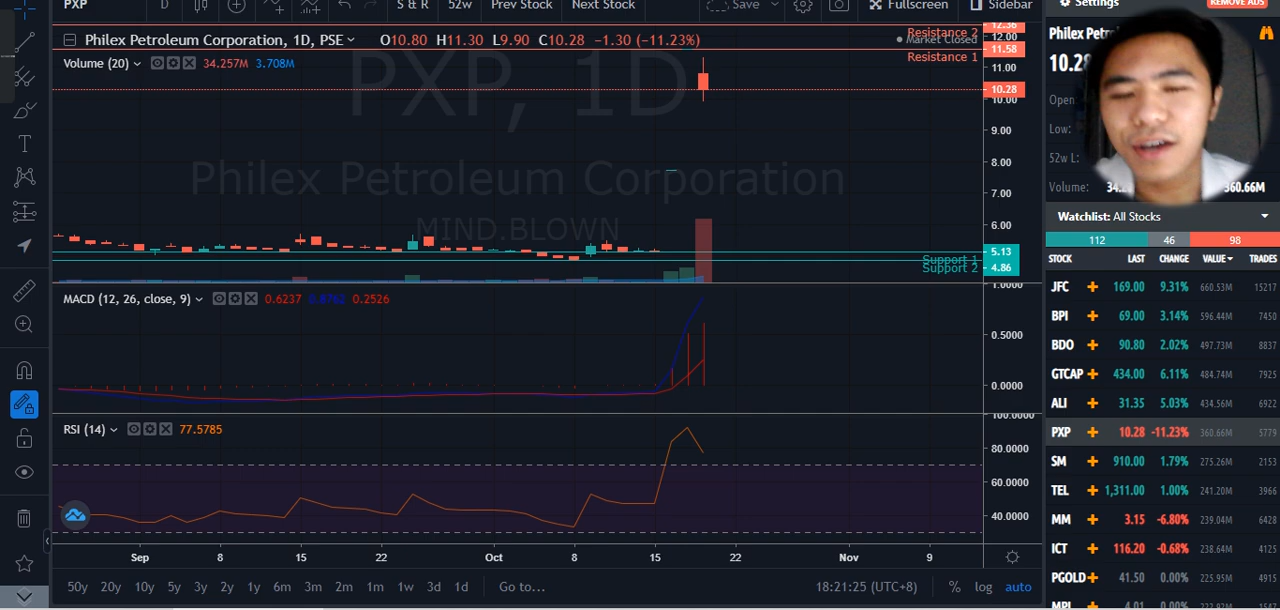 PXP D S & R 52w Prev Stock Next Stock Save Fullscreen Sidebar
Settings REMOVE ADS
Philex Petroleum Corporation, 1D, PSE O10.80 H11.30 L9.90 C10.28 −1.30 (−11.23%)
Volume (20) 34.257M 3.708M
Resistance 2
Market Closed
Resistance 1
PXP, 1D
Philex Petroleum Corporation
MIND.BLOWN
12.36
12.00
11.58
11.00
10.28
10.00
9.00
8.00
7.00
6.00
5.13
4.86
Support 1
Support 2
MACD (12, 26, close, 9) 0.6237 0.8763 0.2526
1.0000
0.5000
0.0000
RSI (14) 77.5785
100.0000
80.0000
60.0000
40.0000
Sep 8 15 22 Oct 8 15 22 Nov 9
50y 20y 10y 5y 3y 2y 1y 6m 3m 2m 1m 1w 3d 1d Go to... 18:21:25 (UTC+8) % log auto
Philex
10.28
Open
Low:
52w L:
Volume: 360.66M
Watchlist: All Stocks
112 46 98
STOCK LAST CHANGE VALUE TRADES
JFC 169.00 9.31% 660.53M 15217
BPI 69.00 3.14% 596.44M 7450
BDO 90.80 2.02% 497.73M 8837
GTCAP 434.00 6.11% 484.74M 7925
ALI 31.35 5.03% 434.56M 6922
PXP 10.28 -11.23% 360.66M 5779
SM 910.00 1.79% 275.26M 2153
TEL 1,311.00 1.00% 241.20M 3966
MM 3.15 -6.80% 239.04M 6428
ICT 116.20 -0.68% 238.64M 4125
PGOLD 41.50 0.00% 225.95M 4915
MPI 4.01 0.00%